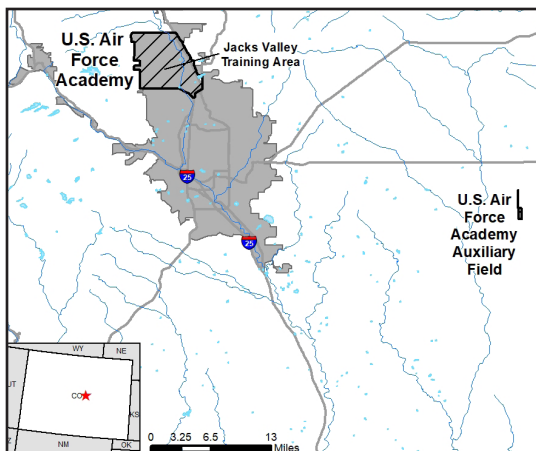 U.S. Air
Force
Academy
Jacks Valley
Training Area
25
25
U.S. Air
Force
Academy
Auxiliary
Field
WY
NE
UT
CO
KS
Z
NM
OK
0 3.25 6.5 13
Miles